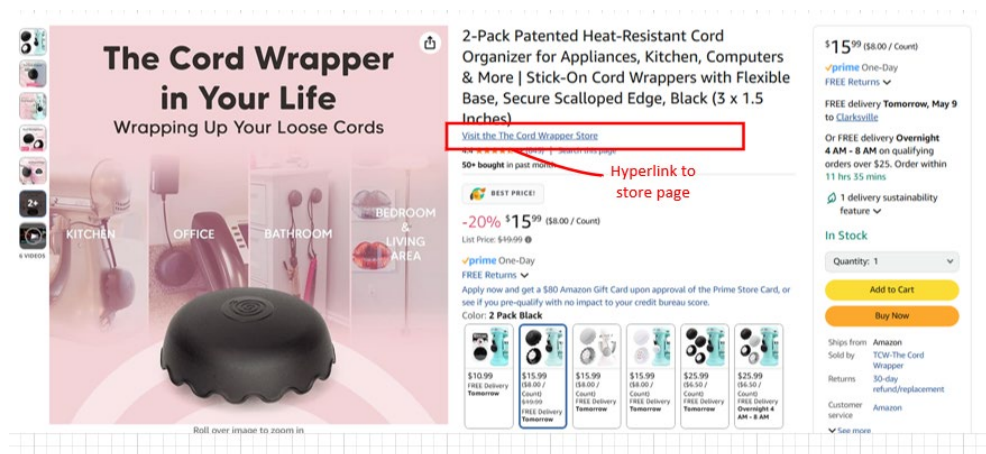 The Cord Wrapper
in Your Life
Wrapping Up Your Loose Cords
KITCHEN
OFFICE
BATHROOM
BEDROOM
&
LIVING
AREA
2+
6 VIDEOS
Roll over image to zoom in
2-Pack Patented Heat-Resistant Cord
Organizer for Appliances, Kitchen, Computers
& More | Stick-On Cord Wrappers with Flexible
Base, Secure Scalloped Edge, Black (3 x 1.5
Inches)
Visit the The Cord Wrapper Store
4.4
Search this page
50+ bought in past month
Hyperlink to
store page
BEST PRICE!
-20% $1599 ($8.00 / Count)
List Price: $19.99
prime One-Day
FREE Returns
Apply now and get a $80 Amazon Gift Card upon approval of the Prime Store Card, or
see if you pre-qualify with no impact to your credit bureau score.
Color: 2 Pack Black
$10.99
FREE Delivery
Tomorrow
$15.99
($8.00 /
Count)
$19.99
FREE Delivery
Tomorrow
$15.99
($8.00 /
Count)
FREE Delivery
Tomorrow
$15.99
($8.00 /
Count)
FREE Delivery
Tomorrow
$25.99
($6.50 /
Count)
FREE Delivery
Tomorrow
$25.99
($6.50 /
Count)
FREE Delivery
Overnight 4
AM - 8 AM
$1599 ($8.00 / Count)
prime One-Day
FREE Returns
FREE delivery Tomorrow, May 9
to Clarksville
Or FREE delivery Overnight
4 AM - 8 AM on qualifying
orders over $25. Order within
11 hrs 35 mins
1 delivery sustainability
feature
In Stock
Quantity: 1
Add to Cart
Buy Now
Ships from Amazon
Sold by TCW-The Cord
Wrapper
Returns 30-day
refund/replacement
Customer
service Amazon
See more